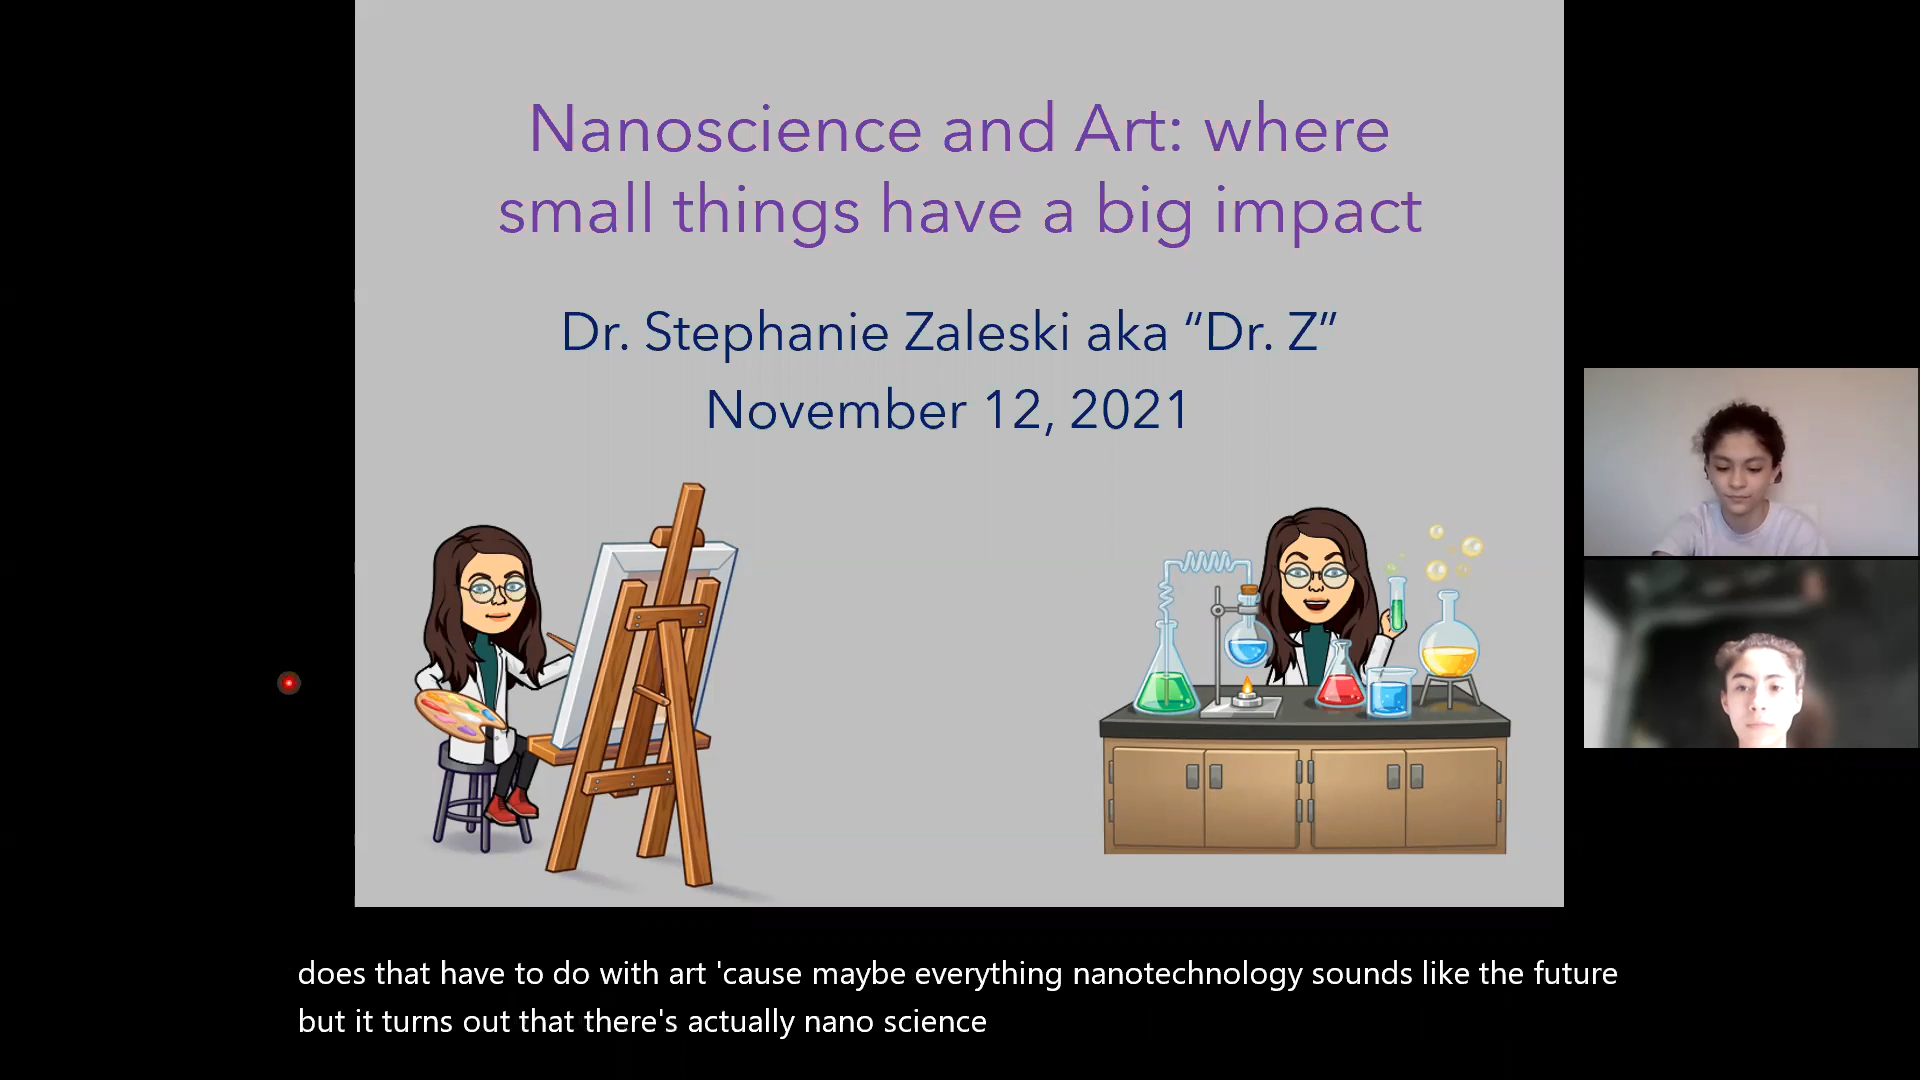 Nanoscience and Art: where
small things have a big impact
Dr. Stephanie Zaleski aka “Dr. Z”
November 12, 2021
does that have to do with art 'cause maybe everything nanotechnology sounds like the future
but it turns out that there's actually nano science